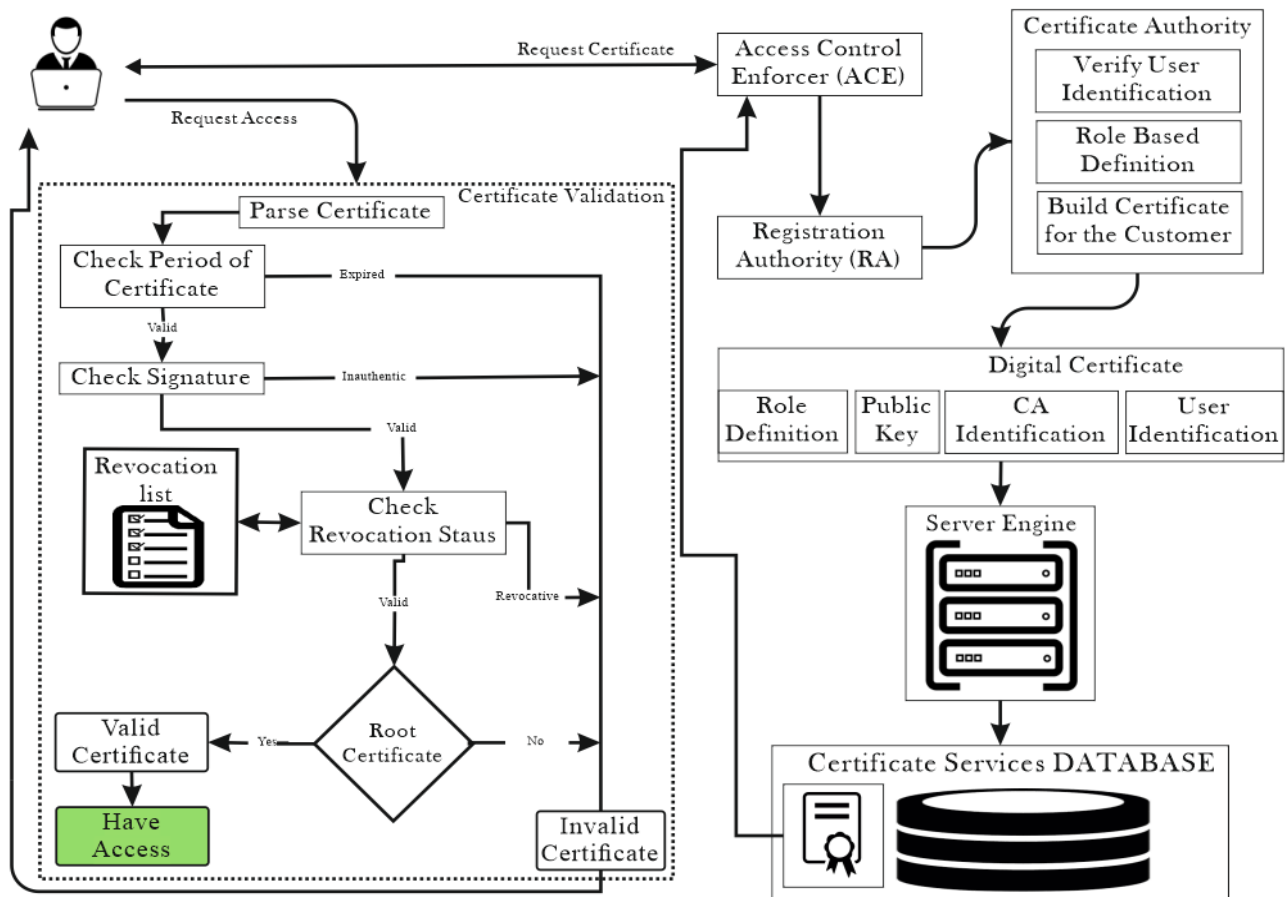 Request Certificate
Request Access
Access Control
Enforcer (ACE)
Registration
Authority (RA)
Certificate Authority
Verify User
Identification
Role Based
Definition
Build Certificate
for the Customer
Certificate Validation
Parse Certificate
Check Period of
Certificate
Expired
Valid
Check Signature
Inauthentic
Valid
Revocation
list
Check
Revocation Staus
Revocative
Valid
Root
Certificate
Yes
No
Valid
Certificate
Have
Access
Invalid
Certificate
Digital Certificate
Role
Definition
Public
Key
CA
Identification
User
Identification
Server Engine
Certificate Services DATABASE